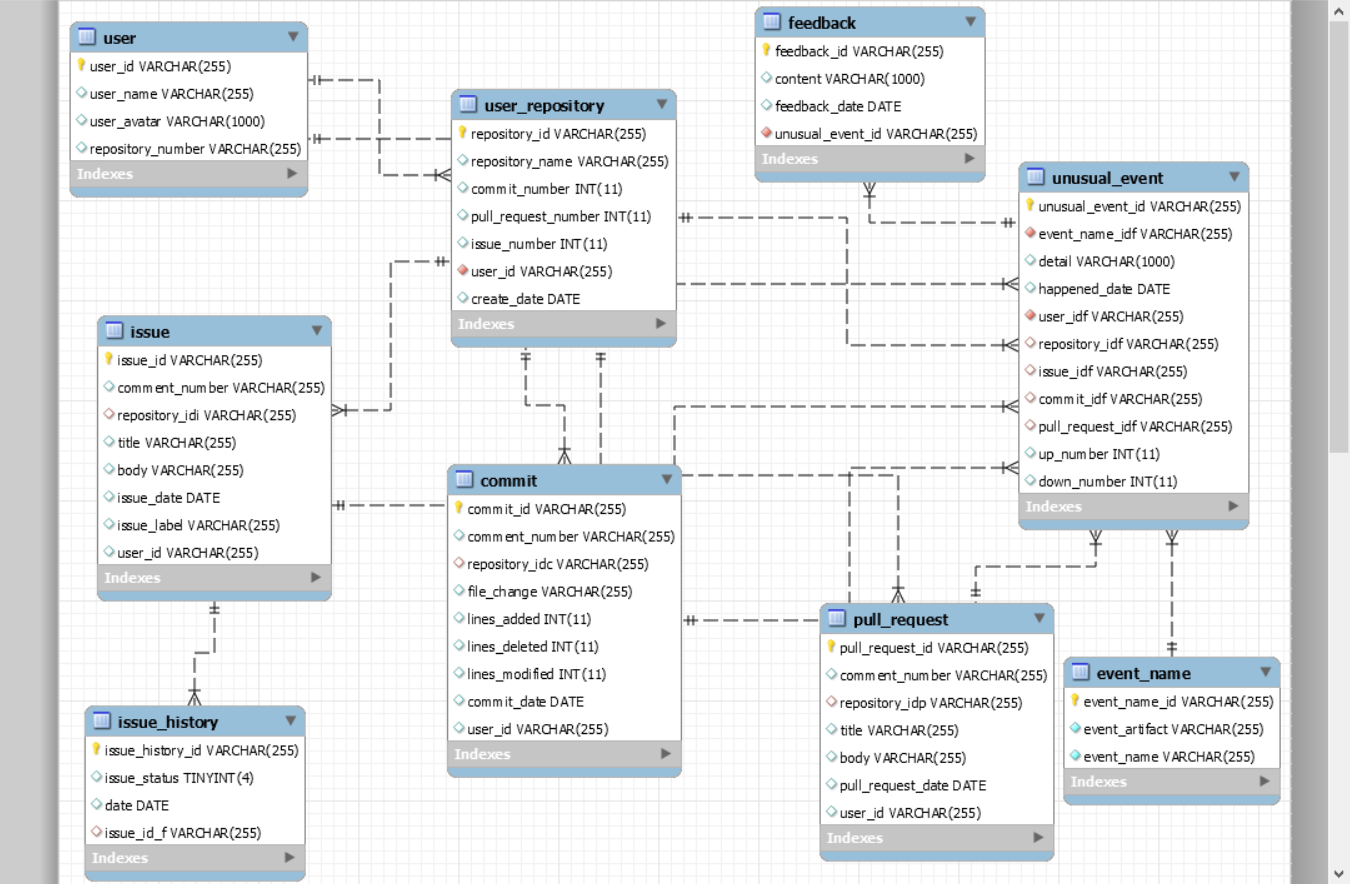 user
user_id VARCHAR(255)
user_name VARCHAR(255)
user_avatar VARCHAR(1000)
repository_number VARCHAR(255)
Indexes
user_repository
repository_id VARCHAR(255)
repository_name VARCHAR(255)
commit_number INT(11)
pull_request_number INT(11)
issue_number INT(11)
user_id VARCHAR(255)
create_date DATE
Indexes
feedback
feedback_id VARCHAR(255)
content VARCHAR(1000)
feedback_date DATE
unusual_event_id VARCHAR(255)
Indexes
unusual_event
unusual_event_id VARCHAR(255)
event_name_idf VARCHAR(255)
detail VARCHAR(1000)
happened_date DATE
user_idf VARCHAR(255)
repository_idf VARCHAR(255)
issue_idf VARCHAR(255)
commit_idf VARCHAR(255)
pull_request_idf VARCHAR(255)
up_number INT(11)
down_number INT(11)
Indexes
issue
issue_id VARCHAR(255)
comment_number VARCHAR(255)
repository_idi VARCHAR(255)
title VARCHAR(255)
body VARCHAR(255)
issue_date DATE
issue_label VARCHAR(255)
user_id VARCHAR(255)
Indexes
commit
commit_id VARCHAR(255)
comment_number VARCHAR(255)
repository_idc VARCHAR(255)
file_change VARCHAR(255)
lines_added INT(11)
lines_deleted INT(11)
lines_modified INT(11)
commit_date DATE
user_id VARCHAR(255)
Indexes
pull_request
pull_request_id VARCHAR(255)
comment_number VARCHAR(255)
repository_idp VARCHAR(255)
title VARCHAR(255)
body VARCHAR(255)
pull_request_date DATE
user_id VARCHAR(255)
Indexes
event_name
event_name_id VARCHAR(255)
event_artifact VARCHAR(255)
event_name VARCHAR(255)
Indexes
issue_history
issue_history_id VARCHAR(255)
issue_status TINYINT(4)
date DATE
issue_id_f VARCHAR(255)
Indexes